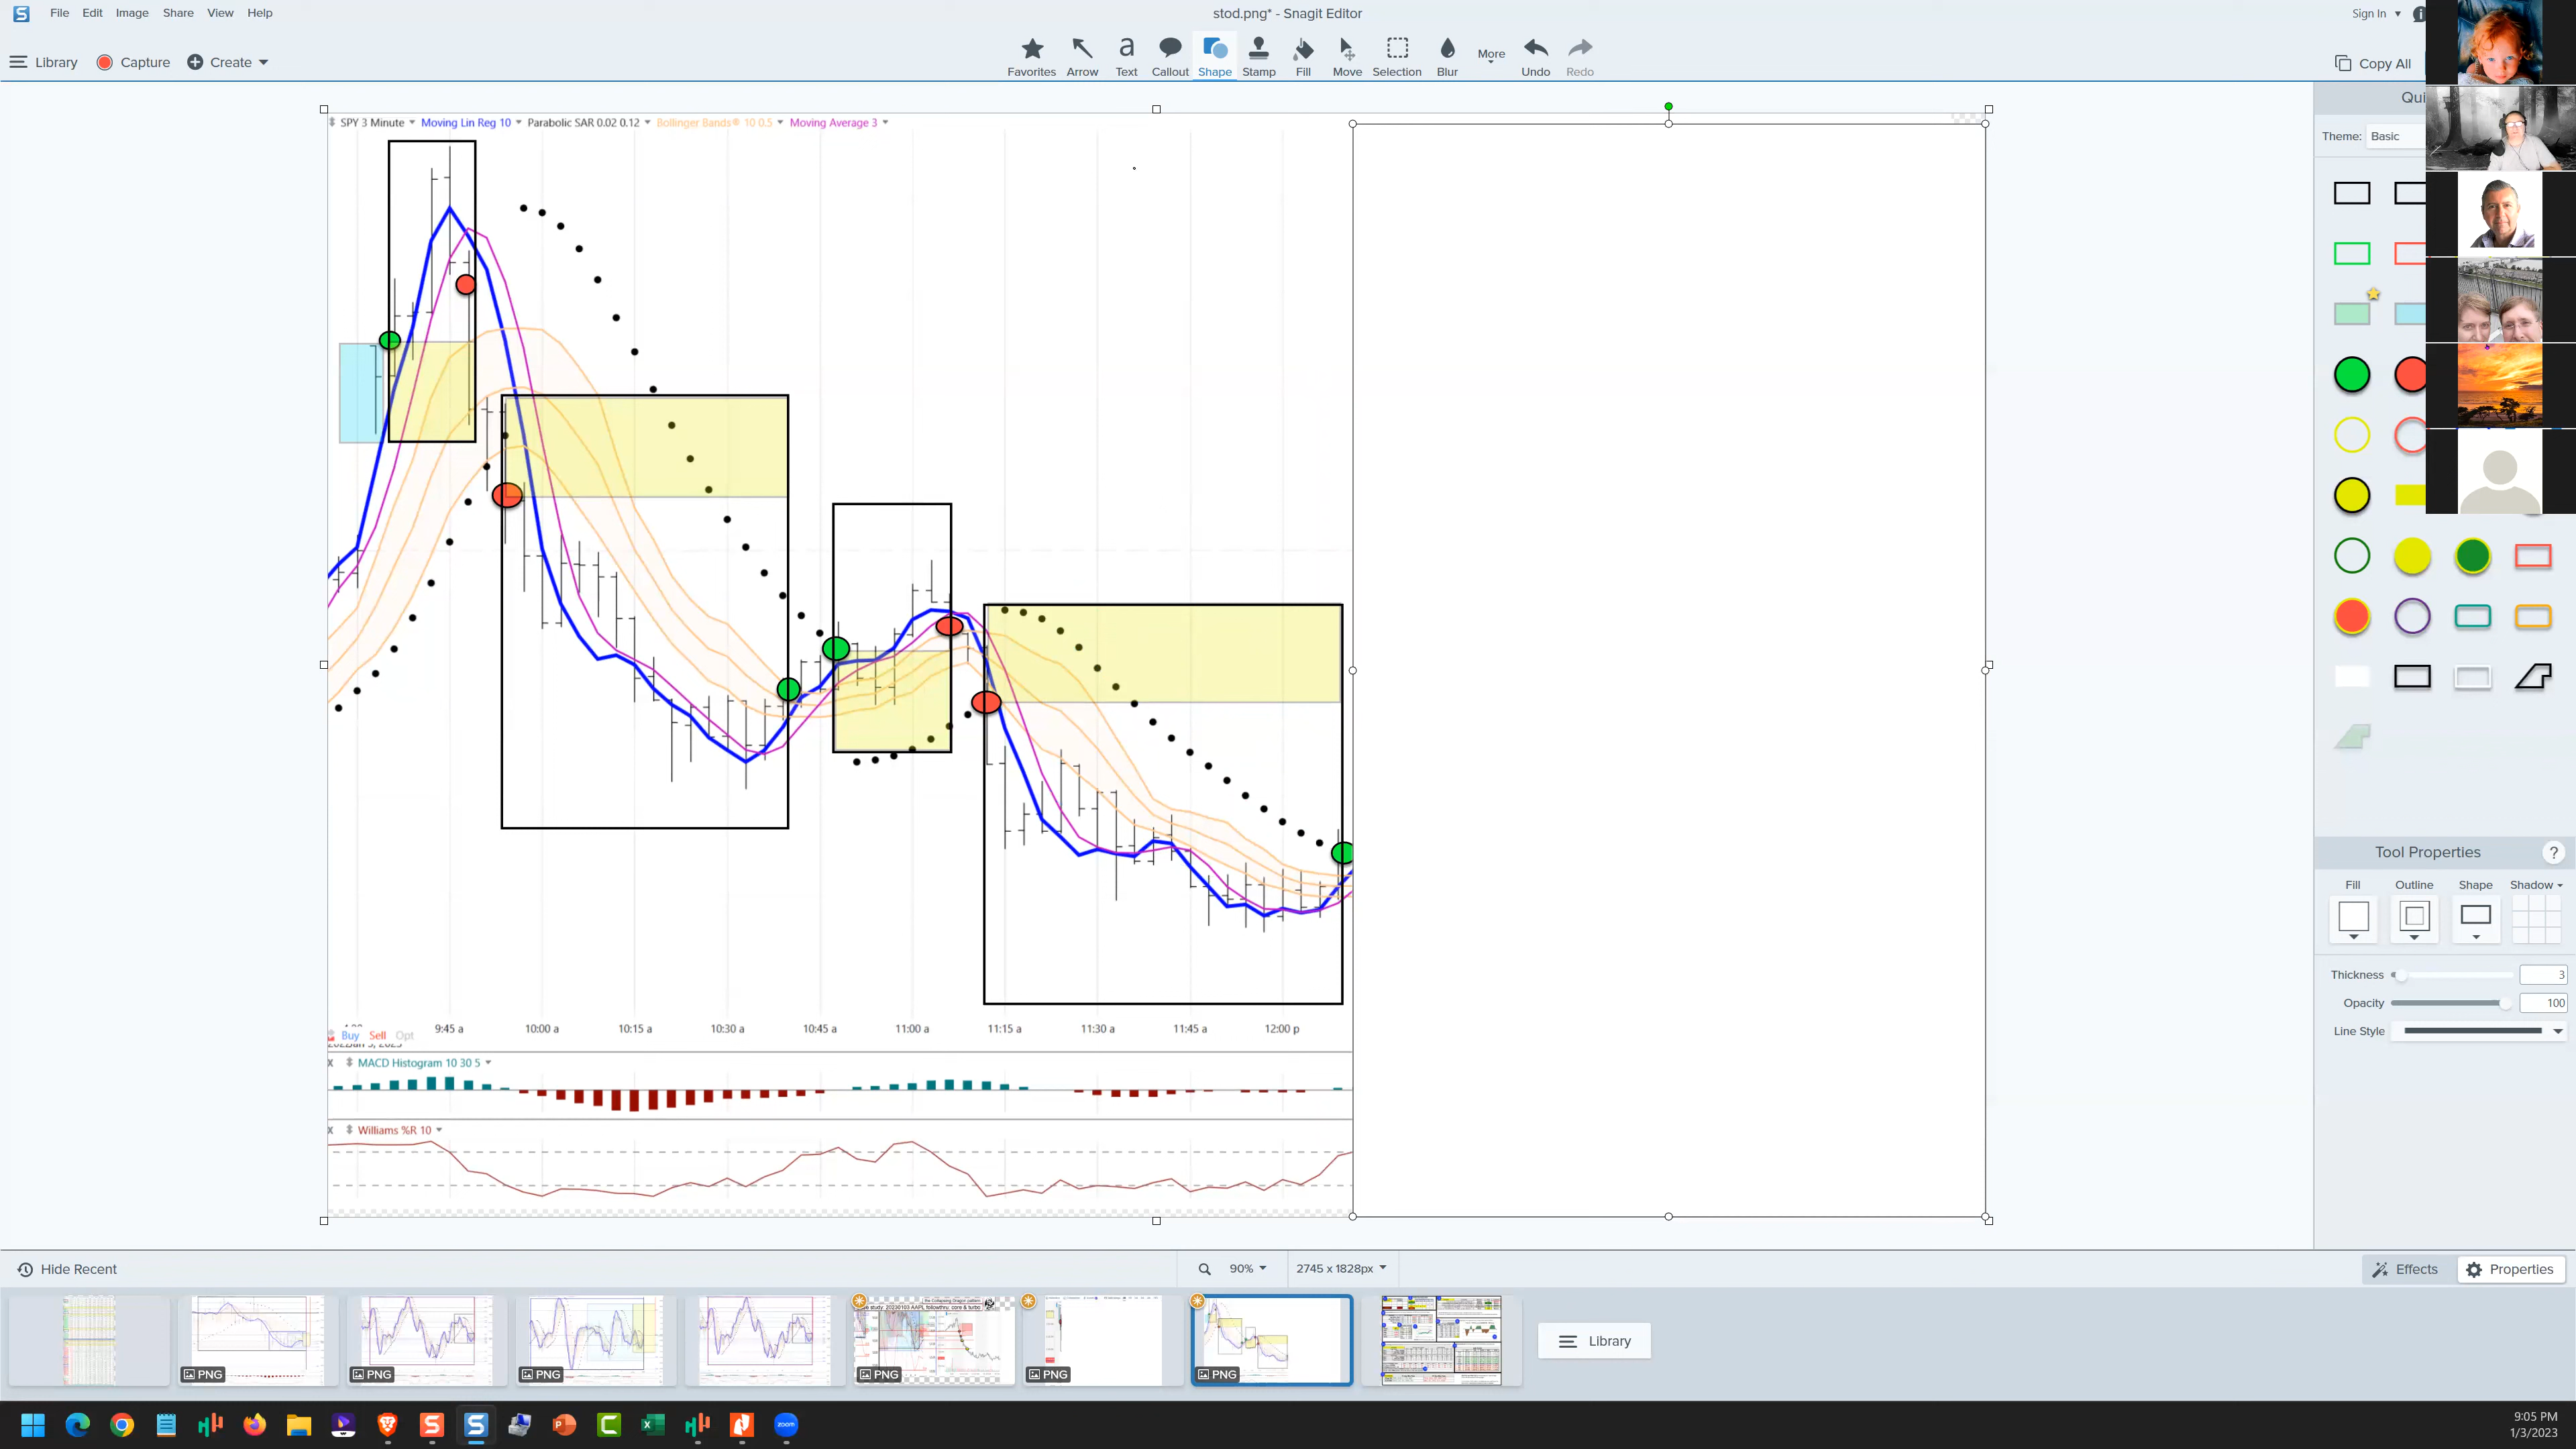 File Edit Image Share View Help
stod.png* - Snagit Editor
Sign In
Library Capture Create
Favorites Arrow Text Callout Shape Stamp Fill Move Selection Blur More Undo Redo
Copy All
Qui
Theme: Basic
SPY 3 Minute Moving Lin Reg 10 Parabolic SAR 0.02 0.12 Bollinger Bands® 10 0.5 Moving Average 3
9:45 a 10:00 a 10:15 a 10:30 a 10:45 a 11:00 a 11:15 a 11:30 a 11:45 a 12:00 p
Buy Sell Opt
X MACD Histogram 10 30 5
X Williams %R 10
Tool Properties ?
Fill Outline Shape Shadow
Thickness 3
Opacity 100
Line Style
Hide Recent
90% 2745 x 1828px
Effects Properties
PNG PNG PNG PNG PNG PNG
Library
zoom
9:05 PM
1/3/2023